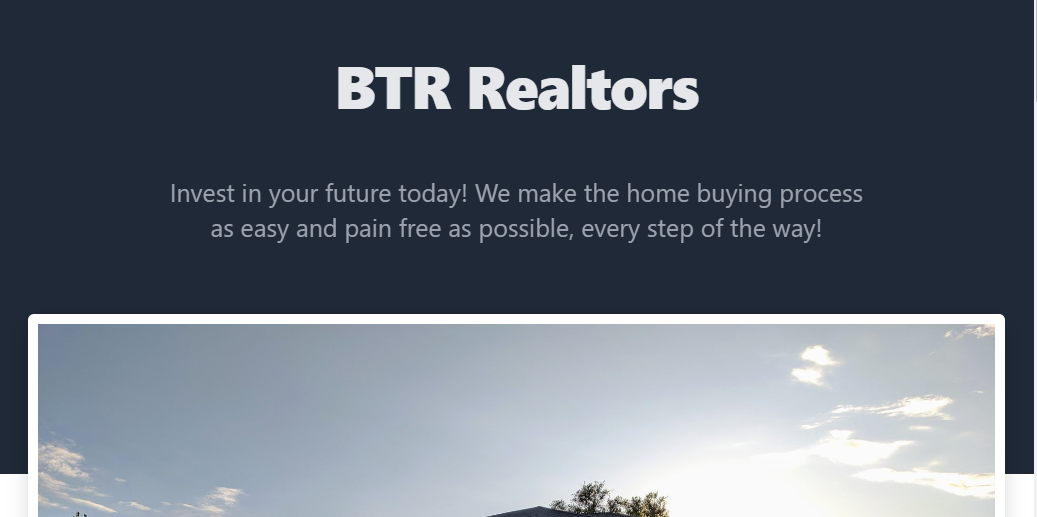 BTR Realtors
Invest in your future today! We make the home buying process
as easy and pain free as possible, every step of the way!